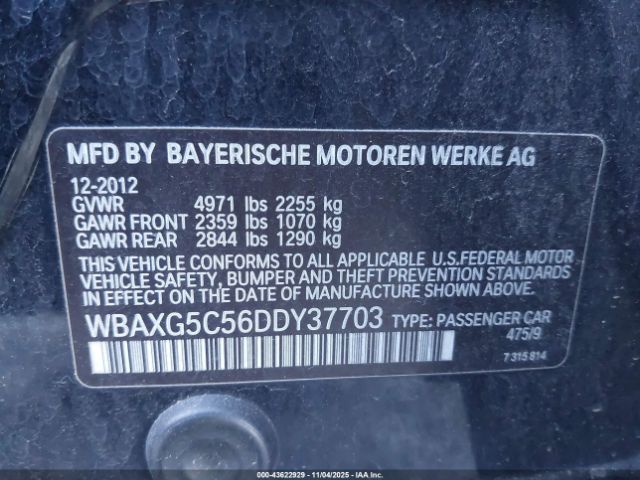 MFD BY BAYERISCHE MOTOREN WERKE AG
12-2012
GVWR 4971 lbs 2255 kg
GAWR FRONT 2359 lbs 1070 kg
GAWR REAR 2844 lbs 1290 kg
THIS VEHICLE CONFORMS TO ALL APPLICABLE U.S.FEDERAL MOTOR
VEHICLE SAFETY, BUMPER AND THEFT PREVENTION STANDARDS
IN EFFECT ON THE DATE OF MANUFACTURE SHOWN ABOVE.
WBAXG5C56DDY37703 TYPE: PASSENGER CAR
475/9
7 315 814
(000-43622929 - 11/04/2025 - IAA Inc.)